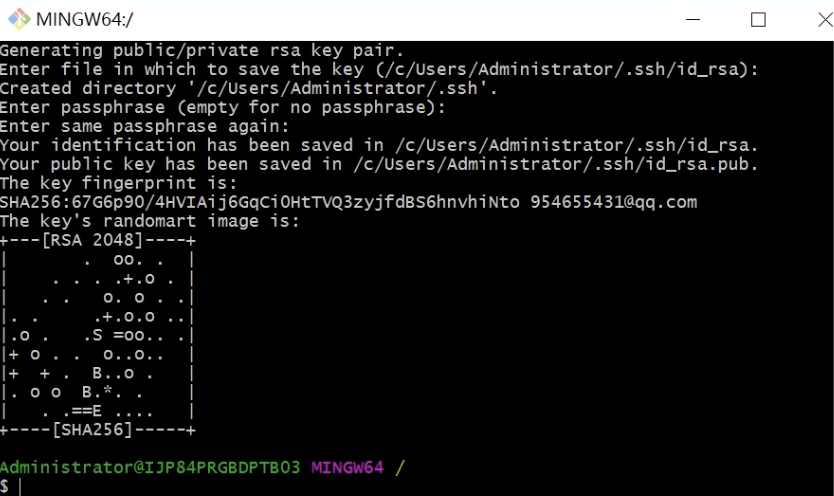 MINGW64:/
Generating public/private rsa key pair.
Enter file in which to save the key (/c/Users/Administrator/.ssh/id_rsa):
Created directory '/c/Users/Administrator/.ssh'.
Enter passphrase (empty for no passphrase):
Enter same passphrase again:
Your identification has been saved in /c/Users/Administrator/.ssh/id_rsa.
Your public key has been saved in /c/Users/Administrator/.ssh/id_rsa.pub.
The key fingerprint is:
SHA256:67G6p9O/4HVIAij6GqCiOHtTVQ3zyjfdBS6hnvhiNto 954655431@qq.com
The key's randomart image is:
+---[RSA 2048]----+
|       .  oo. .  |
|    . . . .+.o . |
|   . .   o. o . .|
|. .     .+.o.o ..|
|.o .   .S =oo.. .|
|+ o . .  o..o..  |
|+  + .  B..o .   |
|. o o  B.*. .    |
|   . .==E ....   |
+----[SHA256]-----+
Administrator@IJP84PRGBDPTB03 MINGW64 /
$